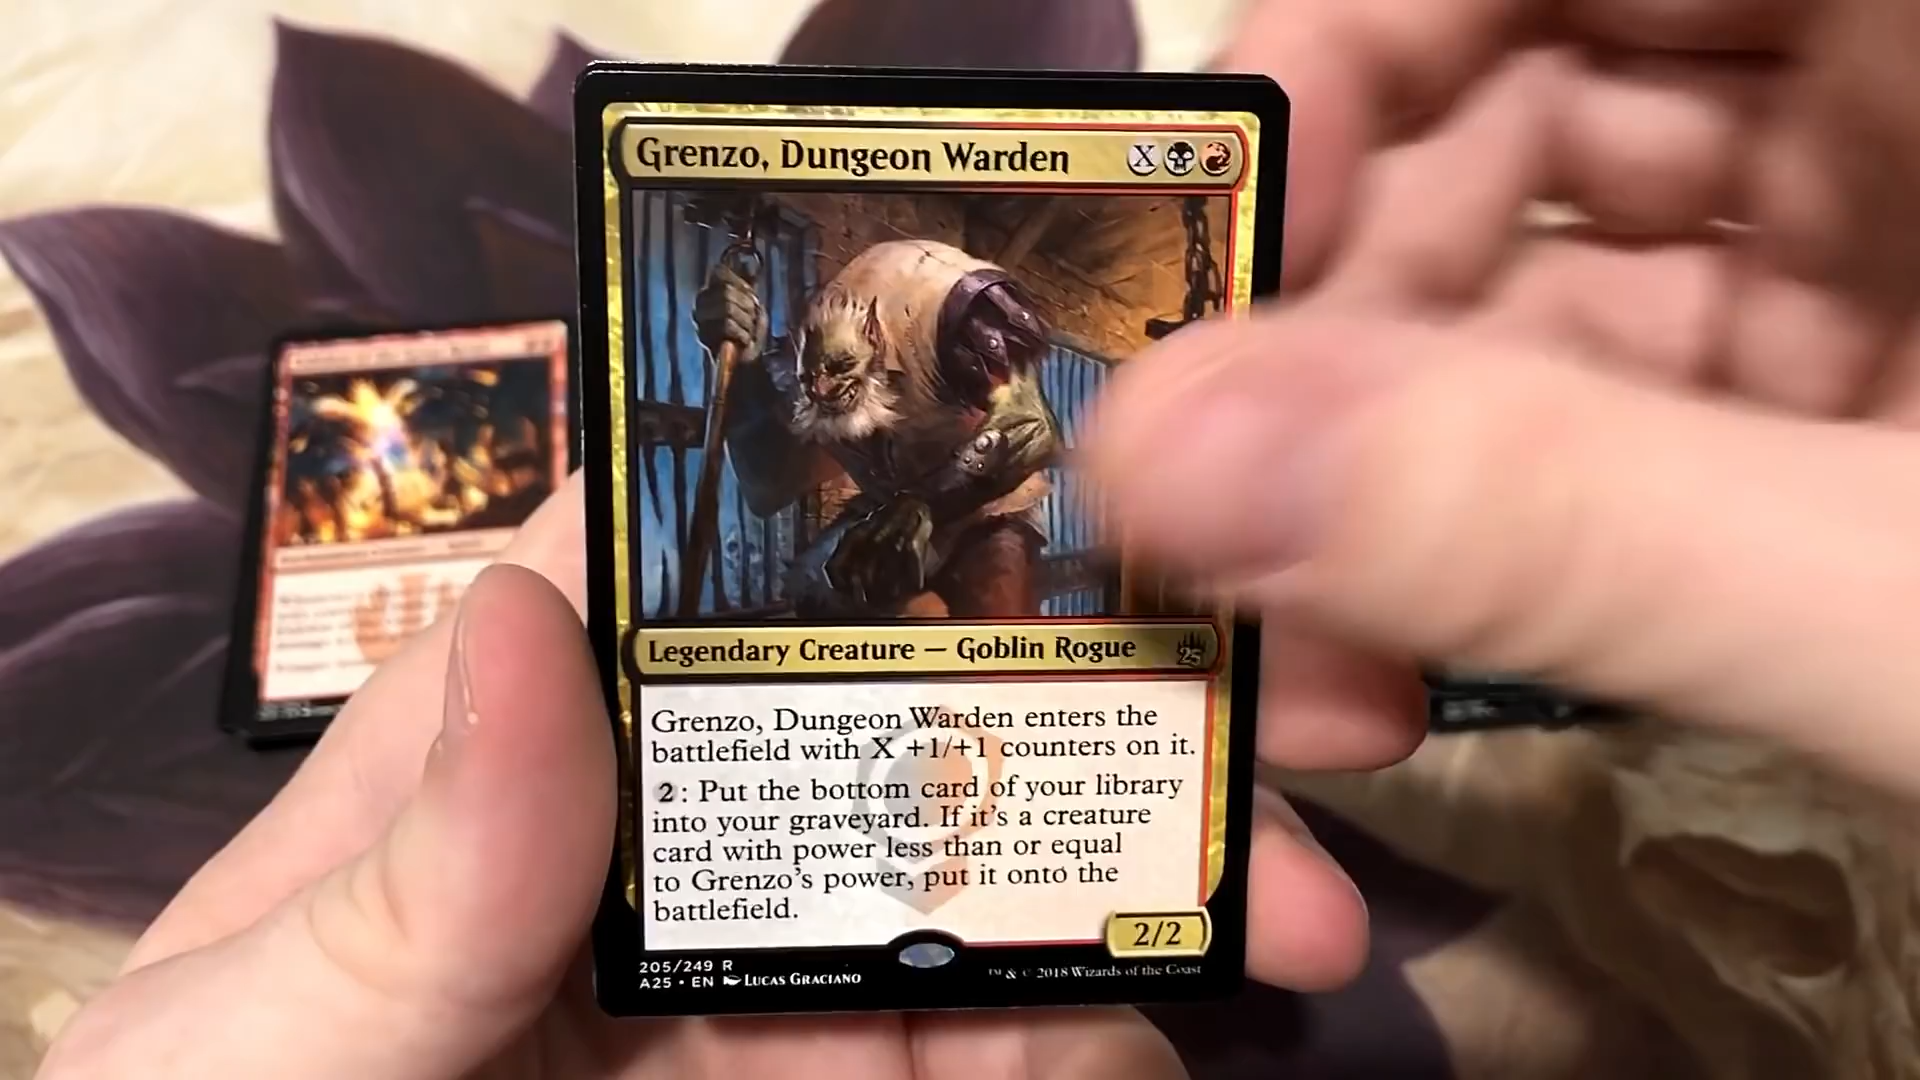 Grenzo, Dungeon Warden X
Legendary Creature — Goblin Rogue 25
Grenzo, Dungeon Warden enters the
battlefield with X +1/+1 counters on it.
2: Put the bottom card of your library
into your graveyard. If it's a creature
card with power less than or equal
to Grenzo's power, put it onto the
battlefield.
2/2
205/249 R
A25 • EN LUCAS GRACIANO
™ & © 2018 Wizards of the Coast